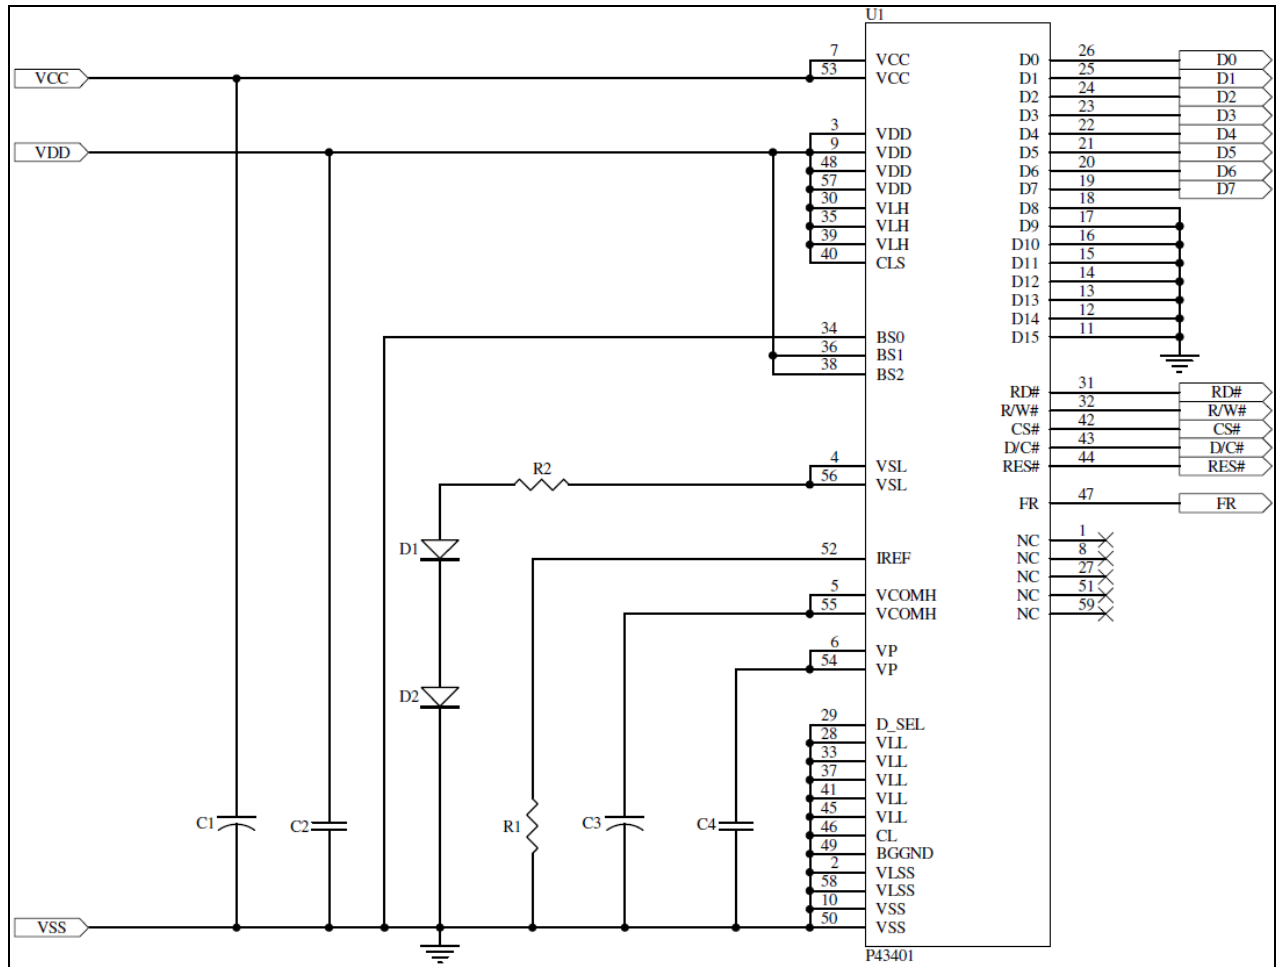 U1
VCC
7 VCC
53 VCC
VDD
3 VDD
9 VDD
48 VDD
57 VDD
30 VLH
35 VLH
39 VLH
40 CLS
34 BS0
36 BS1
38 BS2
R2
4 VSL
56 VSL
D1
52 IREF
5 VCOMH
55 VCOMH
6 VP
54 VP
D2
29 D_SEL
28 VLL
33 VLL
37 VLL
41 VLL
45 VLL
46 CL
49 BGGND
2 VLSS
58 VLSS
10 VSS
50 VSS
C1
C2
R1
C3
C4
VSS
D0 26 D0
D1 25 D1
D2 24 D2
D3 23 D3
D4 22 D4
D5 21 D5
D6 20 D6
D7 19 D7
D8 18
D9 17
D10 16
D11 15
D12 14
D13 13
D14 12
D15 11
RD# 31 RD#
R/W# 32 R/W#
CS# 42 CS#
D/C# 43 D/C#
RES# 44 RES#
FR 47 FR
NC 1
NC 8
NC 27
NC 51
NC 59
P43401